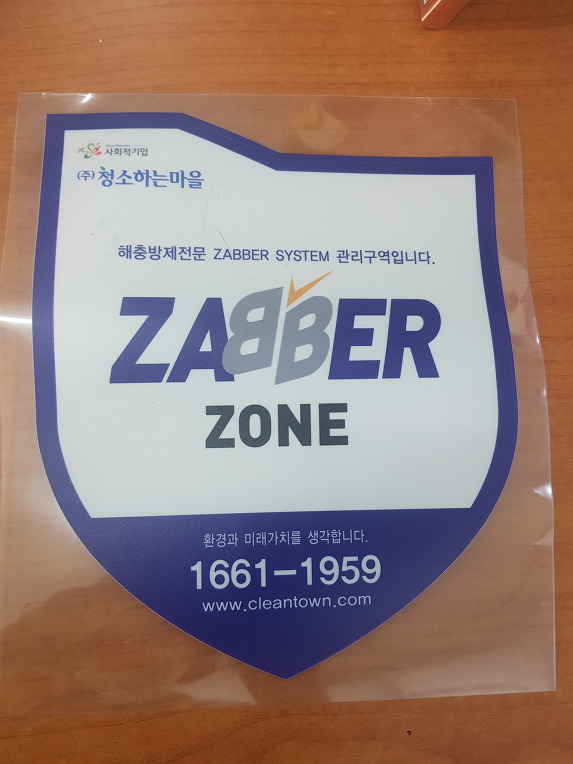 사회적기업
(주) 청소하는마을
해충방제전문 ZABBER SYSTEM 관리구역입니다.
ZABBER
ZONE
환경과 미래가치를 생각합니다.
1661-1959
www.cleantown.com